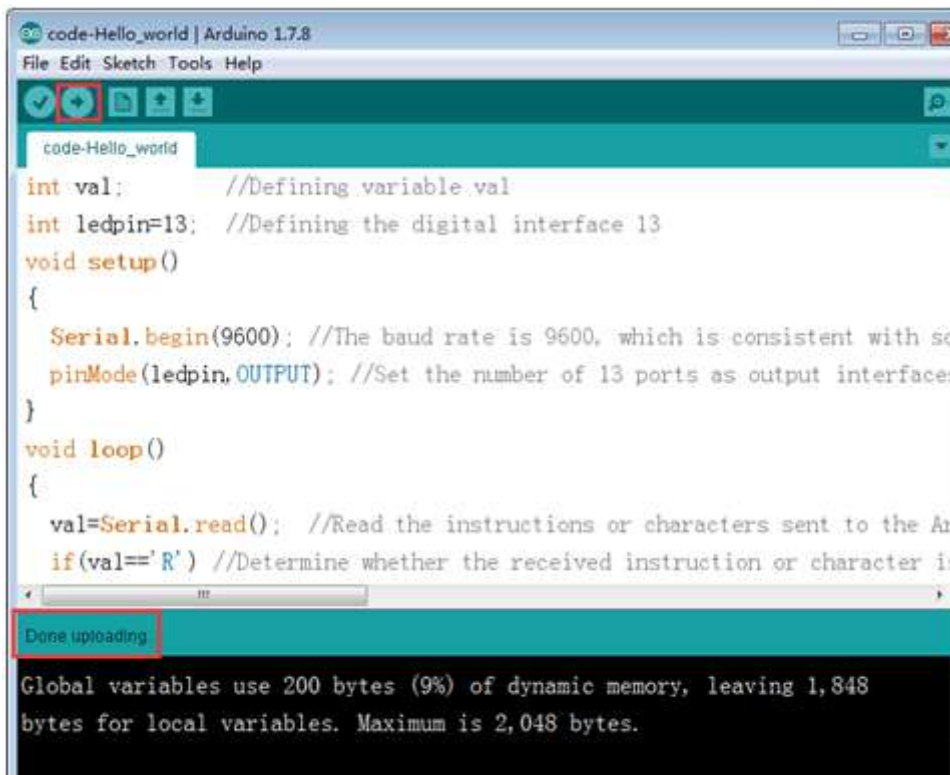 code-Hello_world | Arduino 1.7.8
File Edit Sketch Tools Help
code-Hello_world
int val; //Defining variable val
int ledpin=13; //Defining the digital interface 13
void setup()
{
Serial.begin(9600); //The baud rate is 9600, which is consistent with
pinMode(ledpin,OUTPUT); //Set the number of 13 ports as output interface
}
void loop()
{
val=Serial.read(); //Read the instructions or characters sent to the
if(val=='R') //Determine whether the received instruction or character
Done uploading
Global variables use 200 bytes (9%) of dynamic memory, leaving 1,848
bytes for local variables. Maximum is 2,048 bytes.